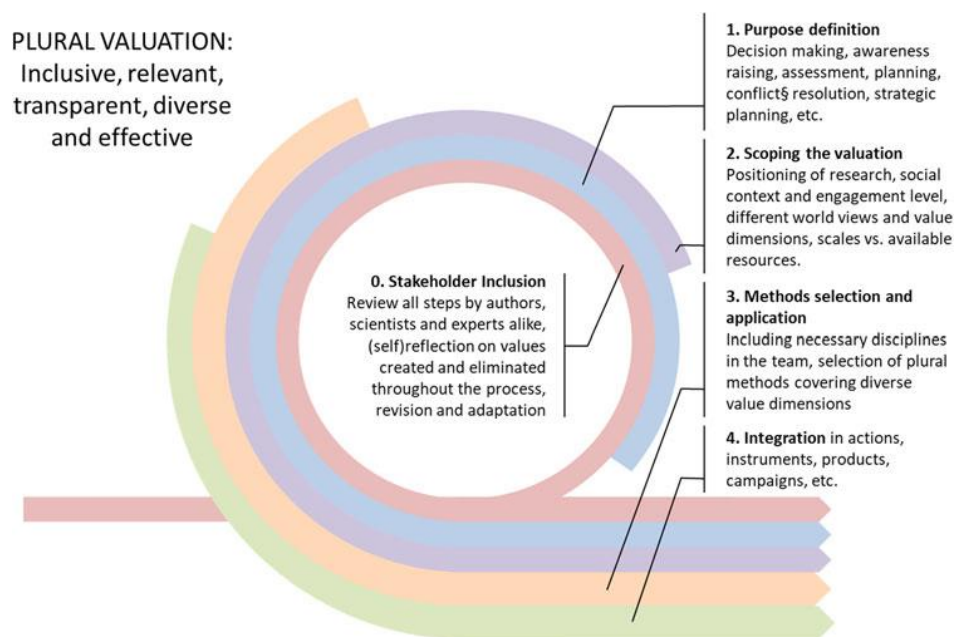 PLURAL VALUATION:
Inclusive, relevant,
transparent, diverse
and effective
1. Purpose definition
Decision making, awareness
raising, assessment, planning,
conflict§ resolution, strategic
planning, etc.
2. Scoping the valuation
Positioning of research, social
context and engagement level,
different world views and value
dimensions, scales vs. available
resources.
0. Stakeholder Inclusion
Review all steps by authors,
scientists and experts alike,
(self)reflection on values
created and eliminated
throughout the process,
revision and adaptation
3. Methods selection and
application
Including necessary disciplines
in the team, selection of plural
methods covering diverse
value dimensions
4. Integration in actions,
instruments, products,
campaigns, etc.